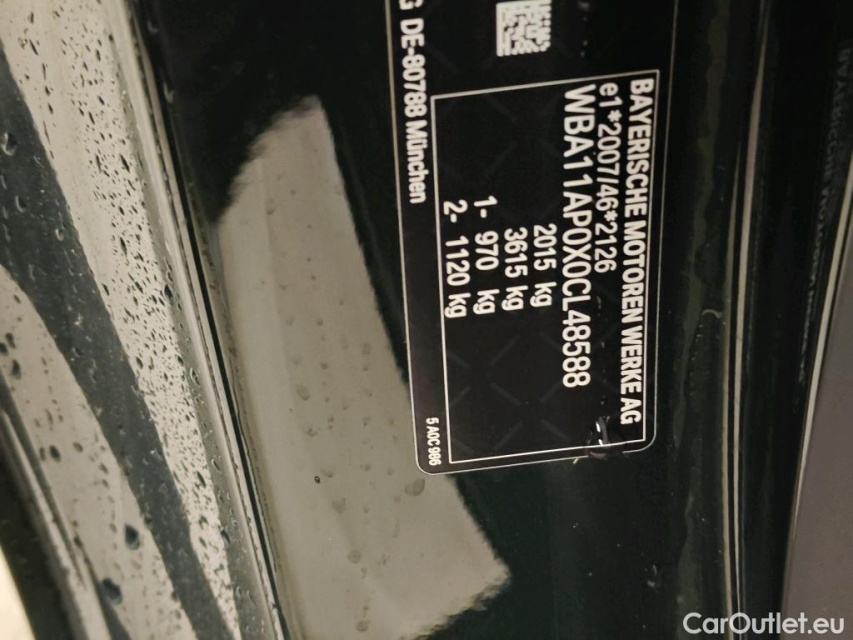 BAYERISCHE MOTOREN WERKE AG
e1*2007/46*2126
WBA11AP0X0CL48588
2015 kg
3615 kg
1- 970 kg
2- 1120 kg
5 A0C 986
G DE-80788 München
CarOutlet.eu